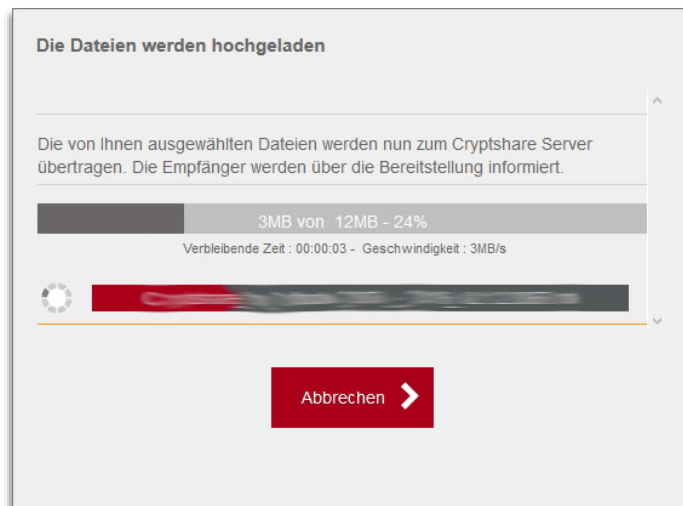 Die Dateien werden hochgeladen
Die von Ihnen ausgewählten Dateien werden nun zum Cryptshare Server
übertragen. Die Empfänger werden über die Bereitstellung informiert.
3MB von 12MB - 24%
Verbleibende Zeit : 00:00:03 - Geschwindigkeit : 3MB/s
Abbrechen